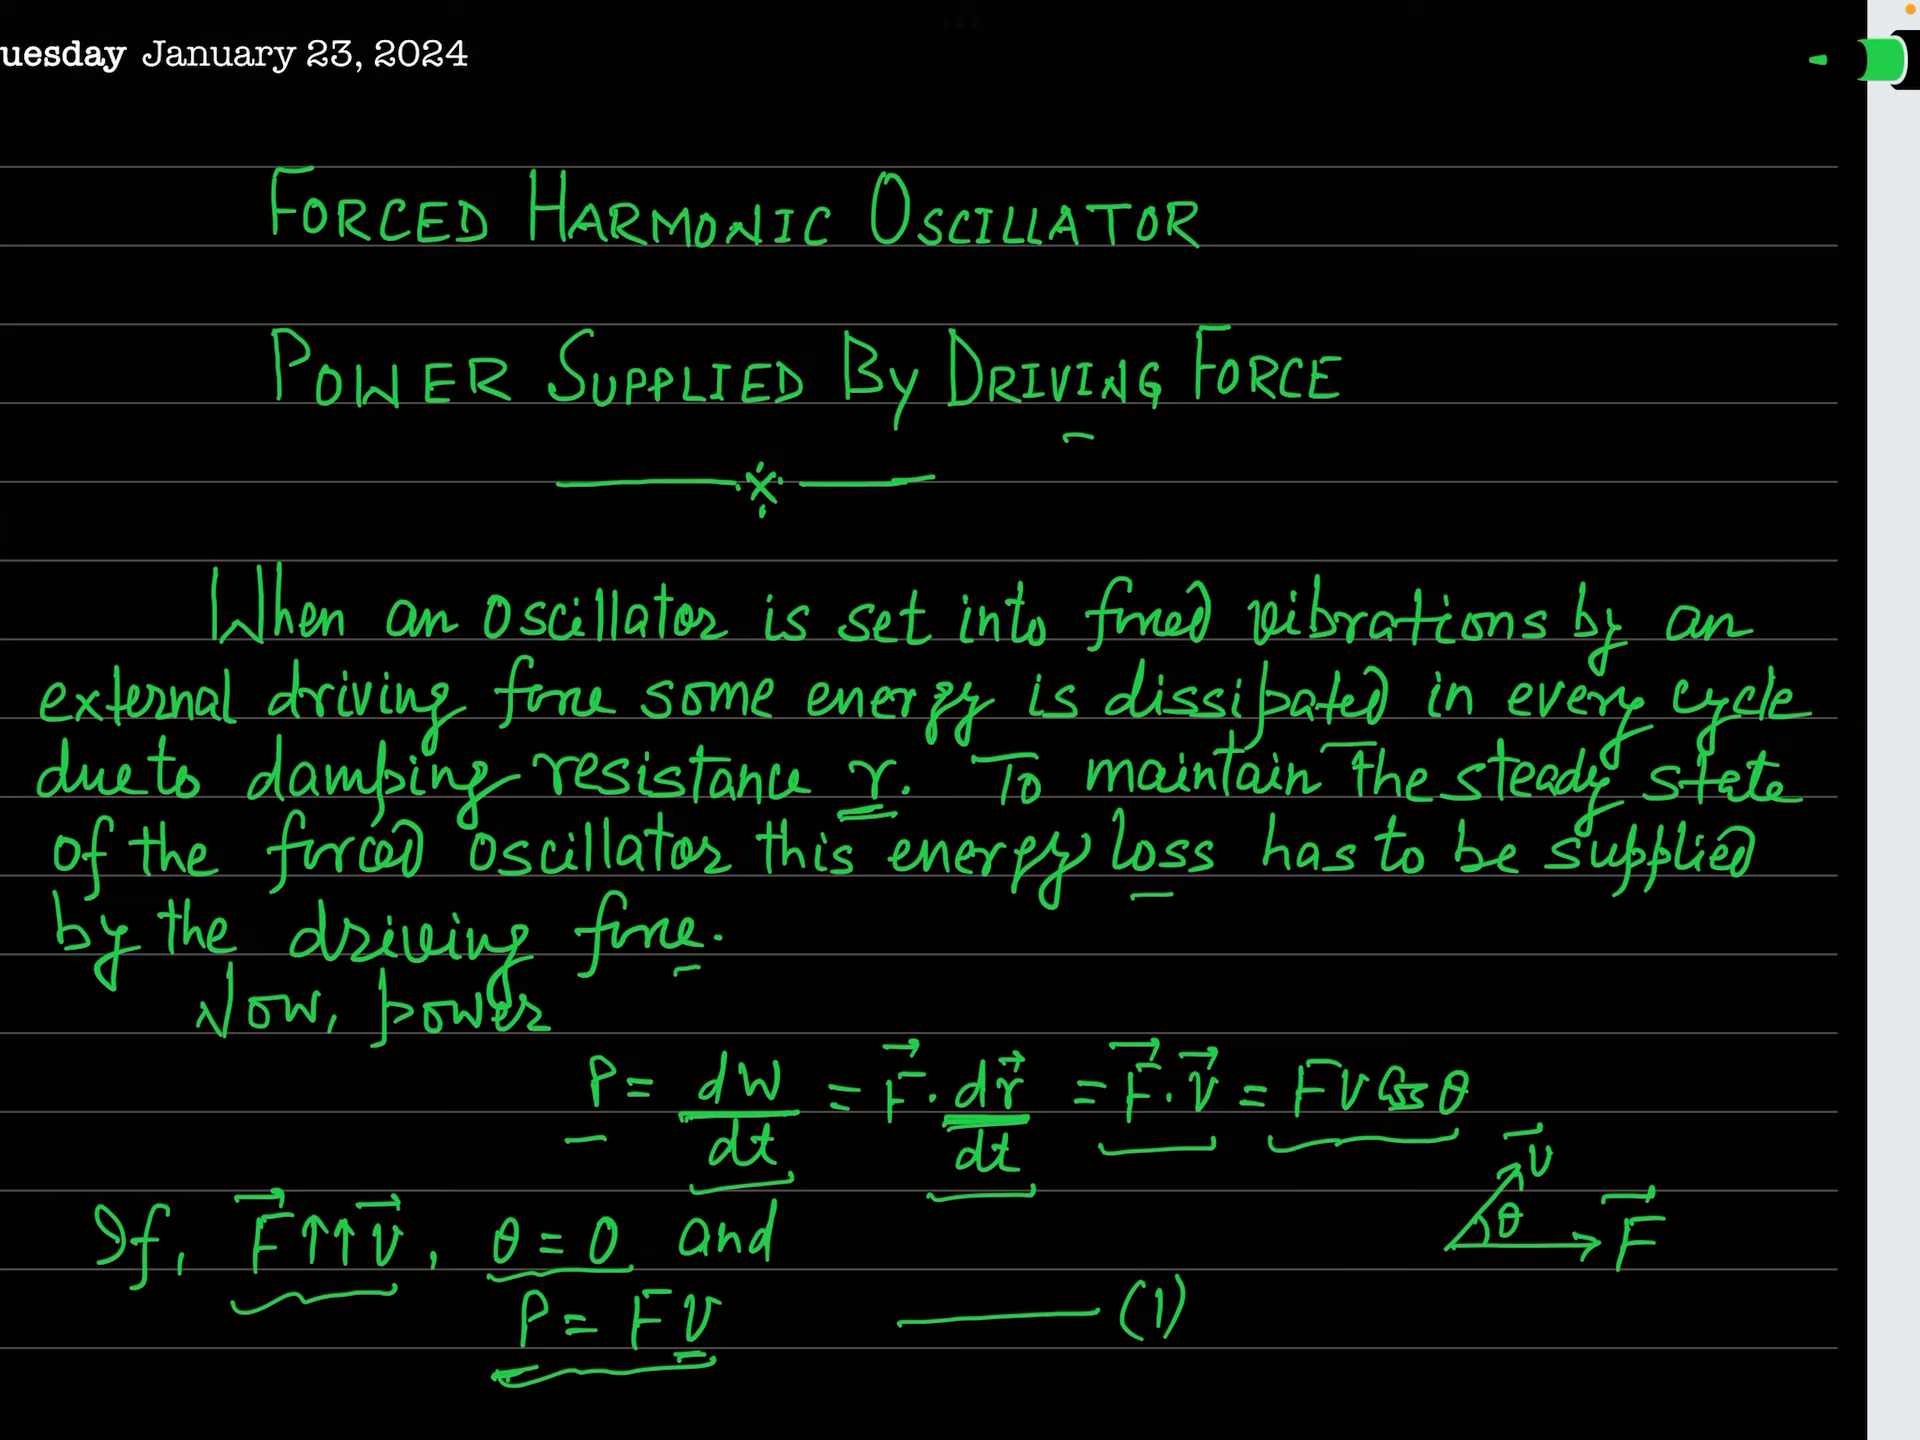 uesday January 23, 2024
FORCED HARMONIC OSCILLATOR
POWER SUPPLIED BY DRIVING FORCE
When an oscillator is set into forced vibrations by an
external driving force some energy is dissipated in every cycle
due to damping resistance r. To maintain the steady state
of the forced oscillator this energy loss has to be supplied
by the driving force.
Now, power
P = dW/dt = F⃗ · dr⃗/dt = F⃗ · v⃗ = Fv Cos θ
v⃗
θ F⃗
If, F⃗ ↑↑ v⃗, θ = 0 and
P = Fv —— (1)